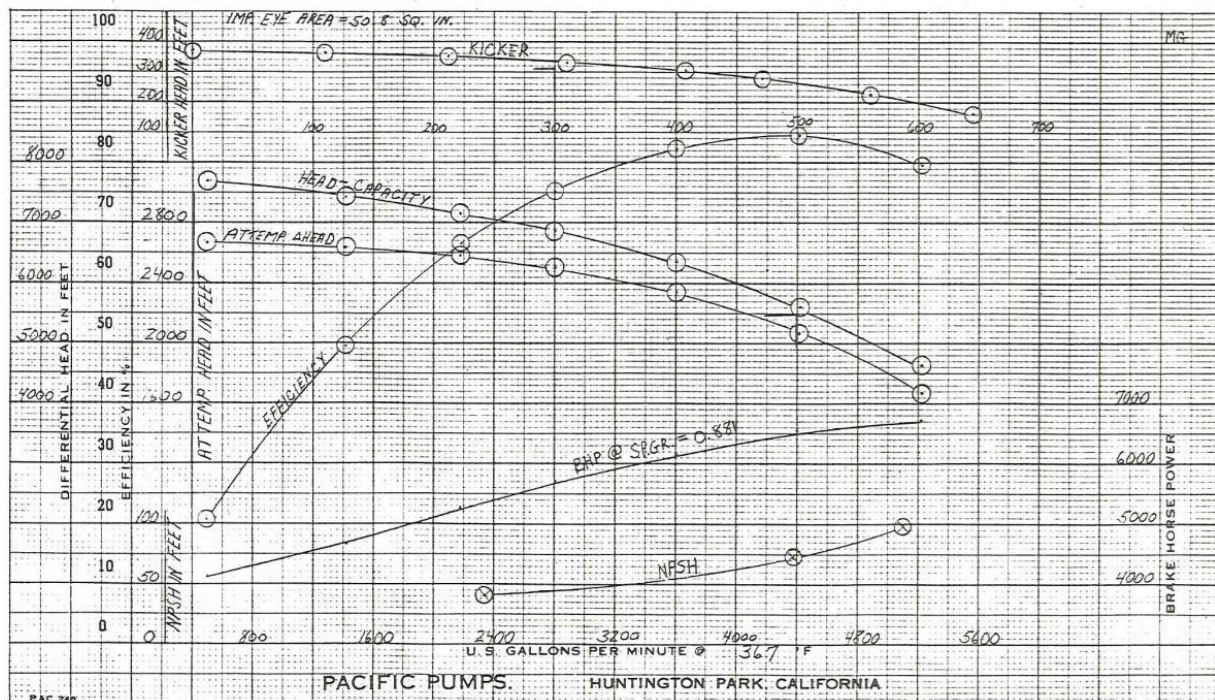 100
IMP. EYE AREA = 50.8 SQ. IN.
MG
400
KICKER
90
300
80
200
100
100 200 300 400 500 600 700
KICKER HEAD IN FEET
8000
HEAD-CAPACITY
70
7000
2800
ATTEMP. ΔHEAD
60
6000
2400
50
5000
2000
EFFICIENCY
40
4000
1600
7000
30
BHP @ SP.GR. = 0.881
6000
20
100
5000
10
50
NPSH
4000
0
0
DIFFERENTIAL HEAD IN FEET
EFFICIENCY IN %
ATTEMP HEAD IN FEET
NPSH IN FEET
BRAKE HORSE POWER
800 1600 2400 3200 4000 4800 5600
U.S. GALLONS PER MINUTE @ 367 °F
PACIFIC PUMPS. HUNTINGTON PARK, CALIFORNIA